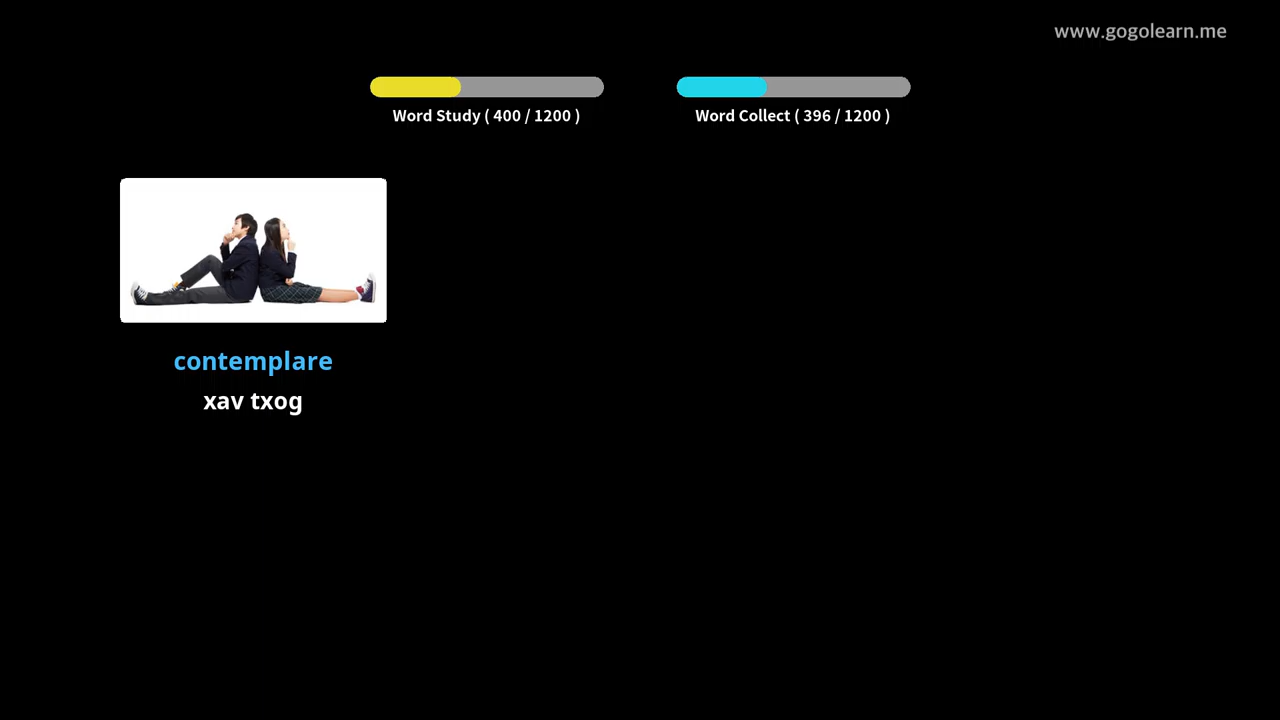 www.gogolearn.me
Word Study ( 400 / 1200 )
Word Collect ( 396 / 1200 )
contemplare
xav txog